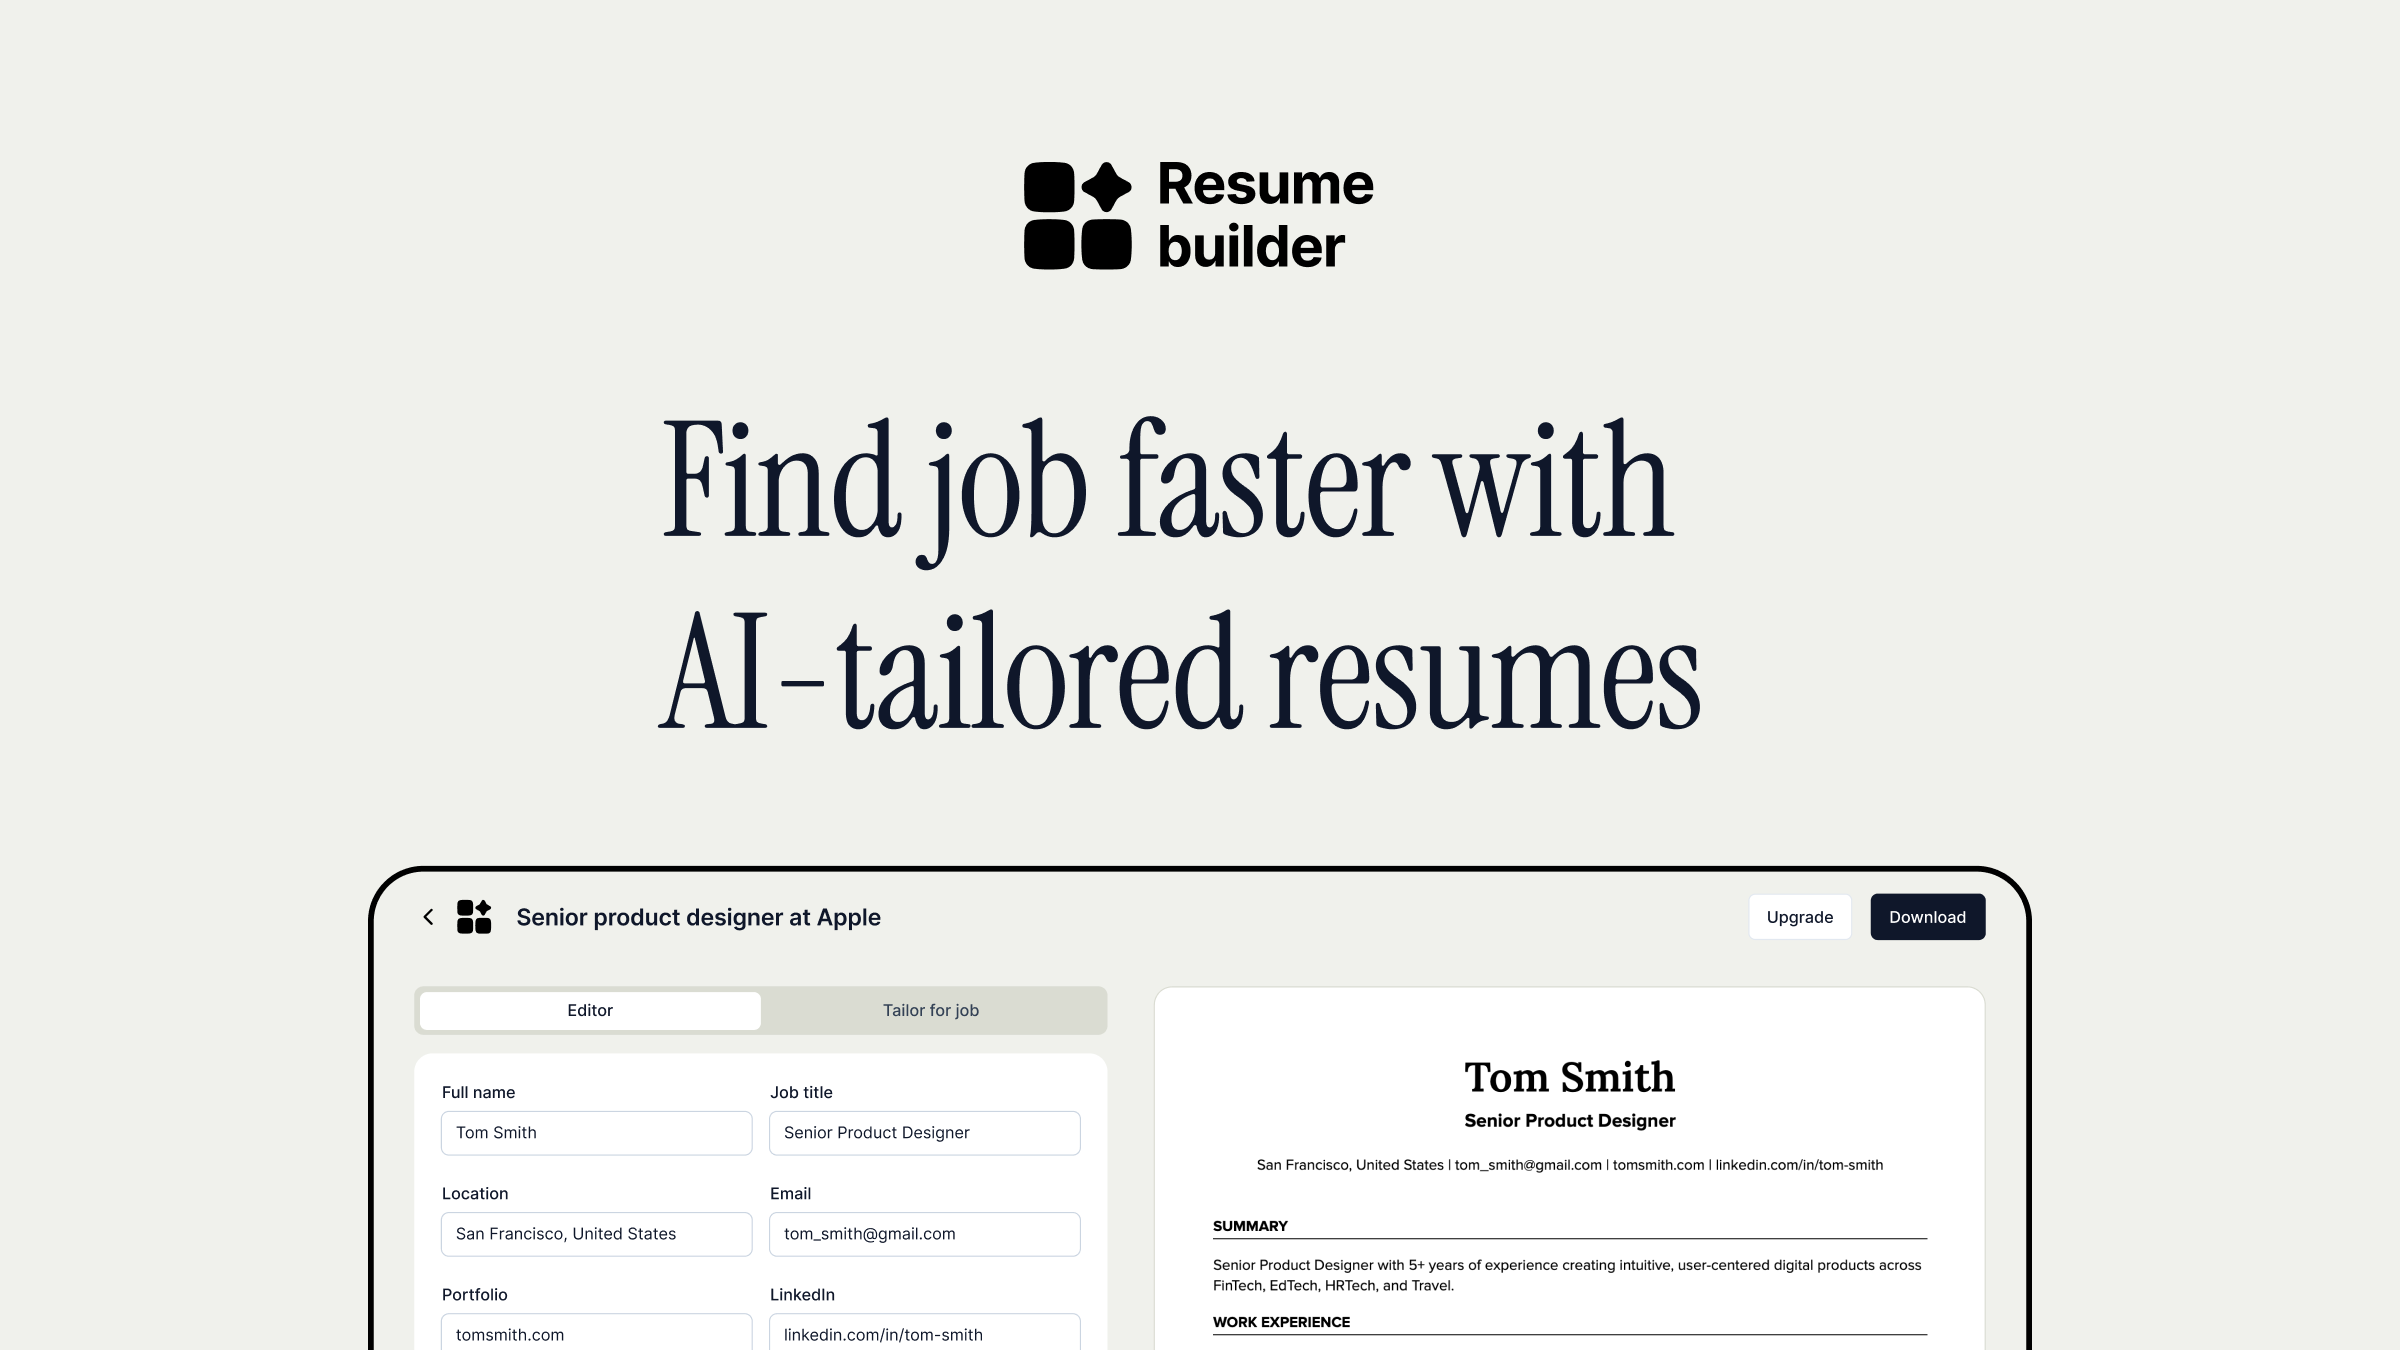 Resume
builder
Find job faster with
AI-tailored resumes
Senior product designer at Apple
Upgrade
Download
Editor
Tailor for job
Full name
Job title
Tom Smith
Senior Product Designer
Location
Email
San Francisco, United States
tom_smith@gmail.com
Portfolio
LinkedIn
tomsmith.com
linkedin.com/in/tom-smith
Tom Smith
Senior Product Designer
San Francisco, United States | tom_smith@gmail.com | tomsmith.com | linkedin.com/in/tom-smith
SUMMARY
Senior Product Designer with 5+ years of experience creating intuitive, user-centered digital products across
FinTech, EdTech, HRTech, and Travel.
WORK EXPERIENCE